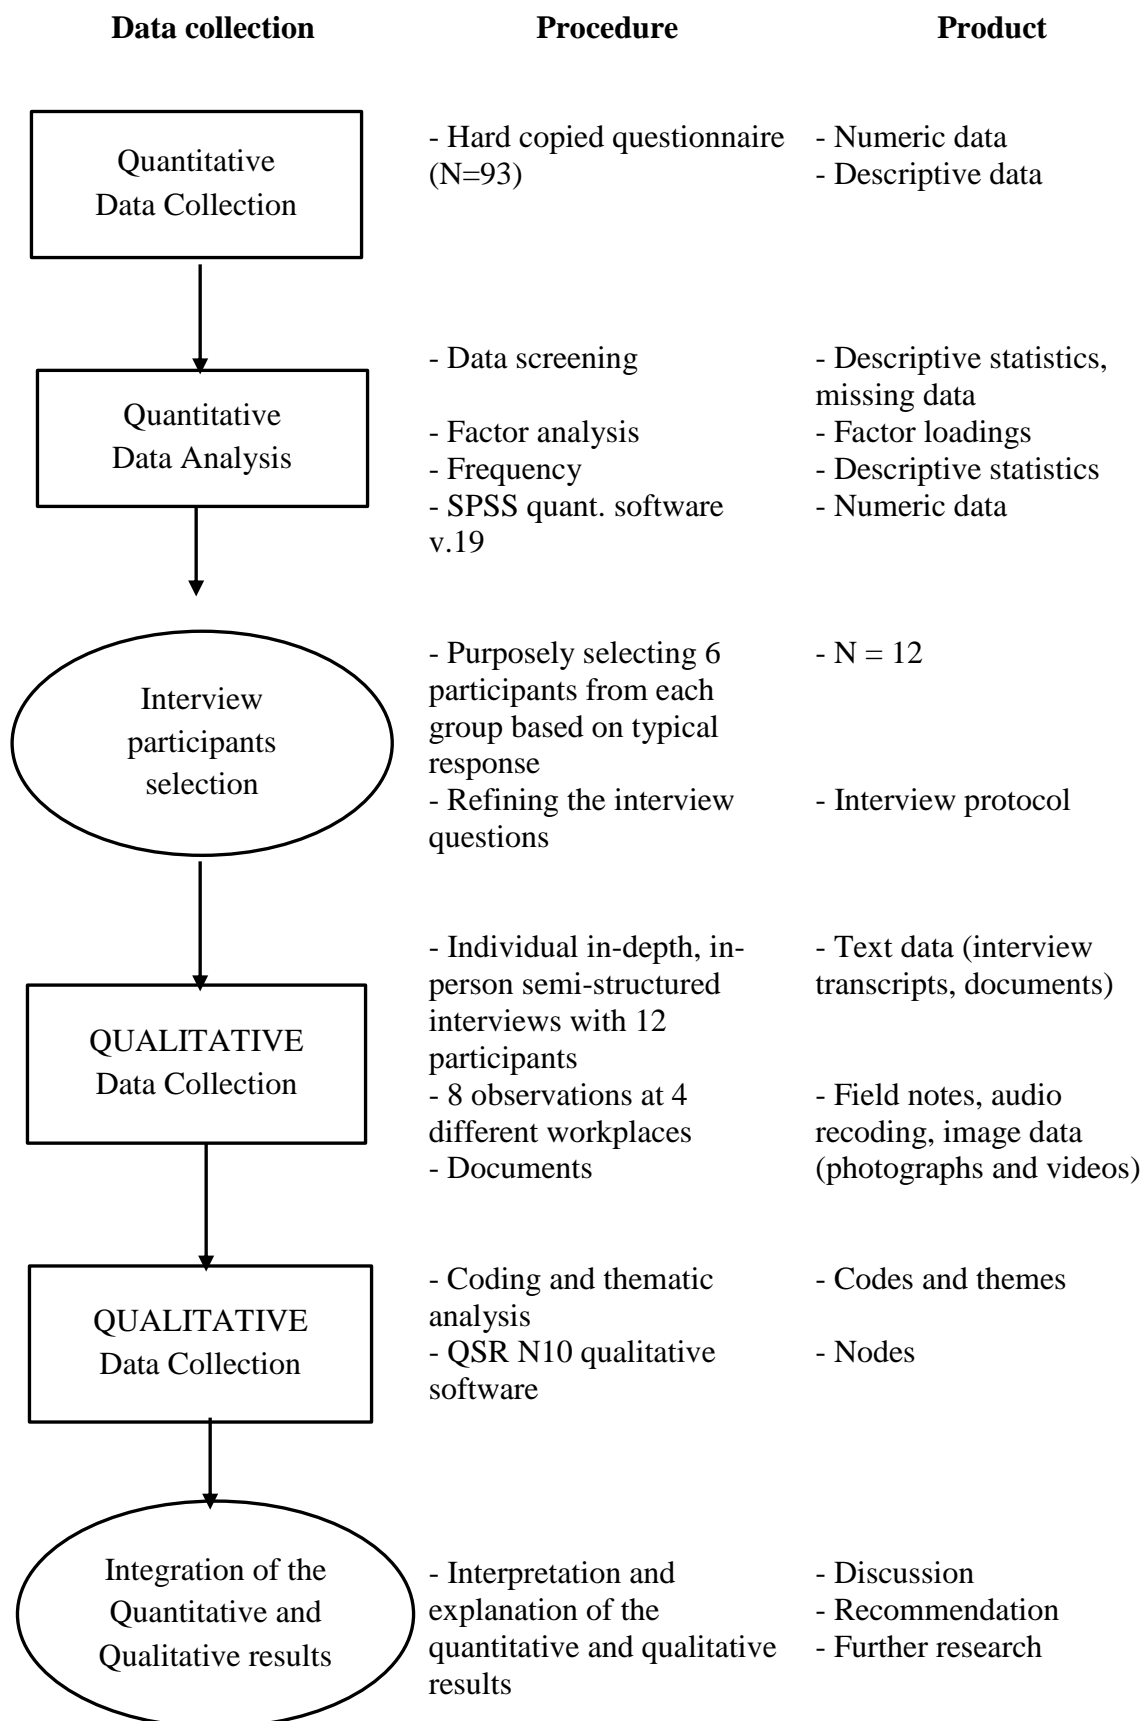 Data collection
Procedure
Product
Quantitative
Data Collection
- Hard copied questionnaire
(N=93)
- Numeric data
- Descriptive data
Quantitative
Data Analysis
- Data screening
- Factor analysis
- Frequency
- SPSS quant. software
v.19
- Descriptive statistics,
missing data
- Factor loadings
- Descriptive statistics
- Numeric data
Interview
participants
selection
- Purposely selecting 6
participants from each
group based on typical
response
- Refining the interview
questions
- N = 12
- Interview protocol
QUALITATIVE
Data Collection
- Individual in-depth, in-
person semi-structured
interviews with 12
participants
- 8 observations at 4
different workplaces
- Documents
- Text data (interview
transcripts, documents)
- Field notes, audio
recoding, image data
(photographs and videos)
QUALITATIVE
Data Collection
- Coding and thematic
analysis
- QSR N10 qualitative
software
- Codes and themes
- Nodes
Integration of the
Quantitative and
Qualitative results
- Interpretation and
explanation of the
quantitative and qualitative
results
- Discussion
- Recommendation
- Further research